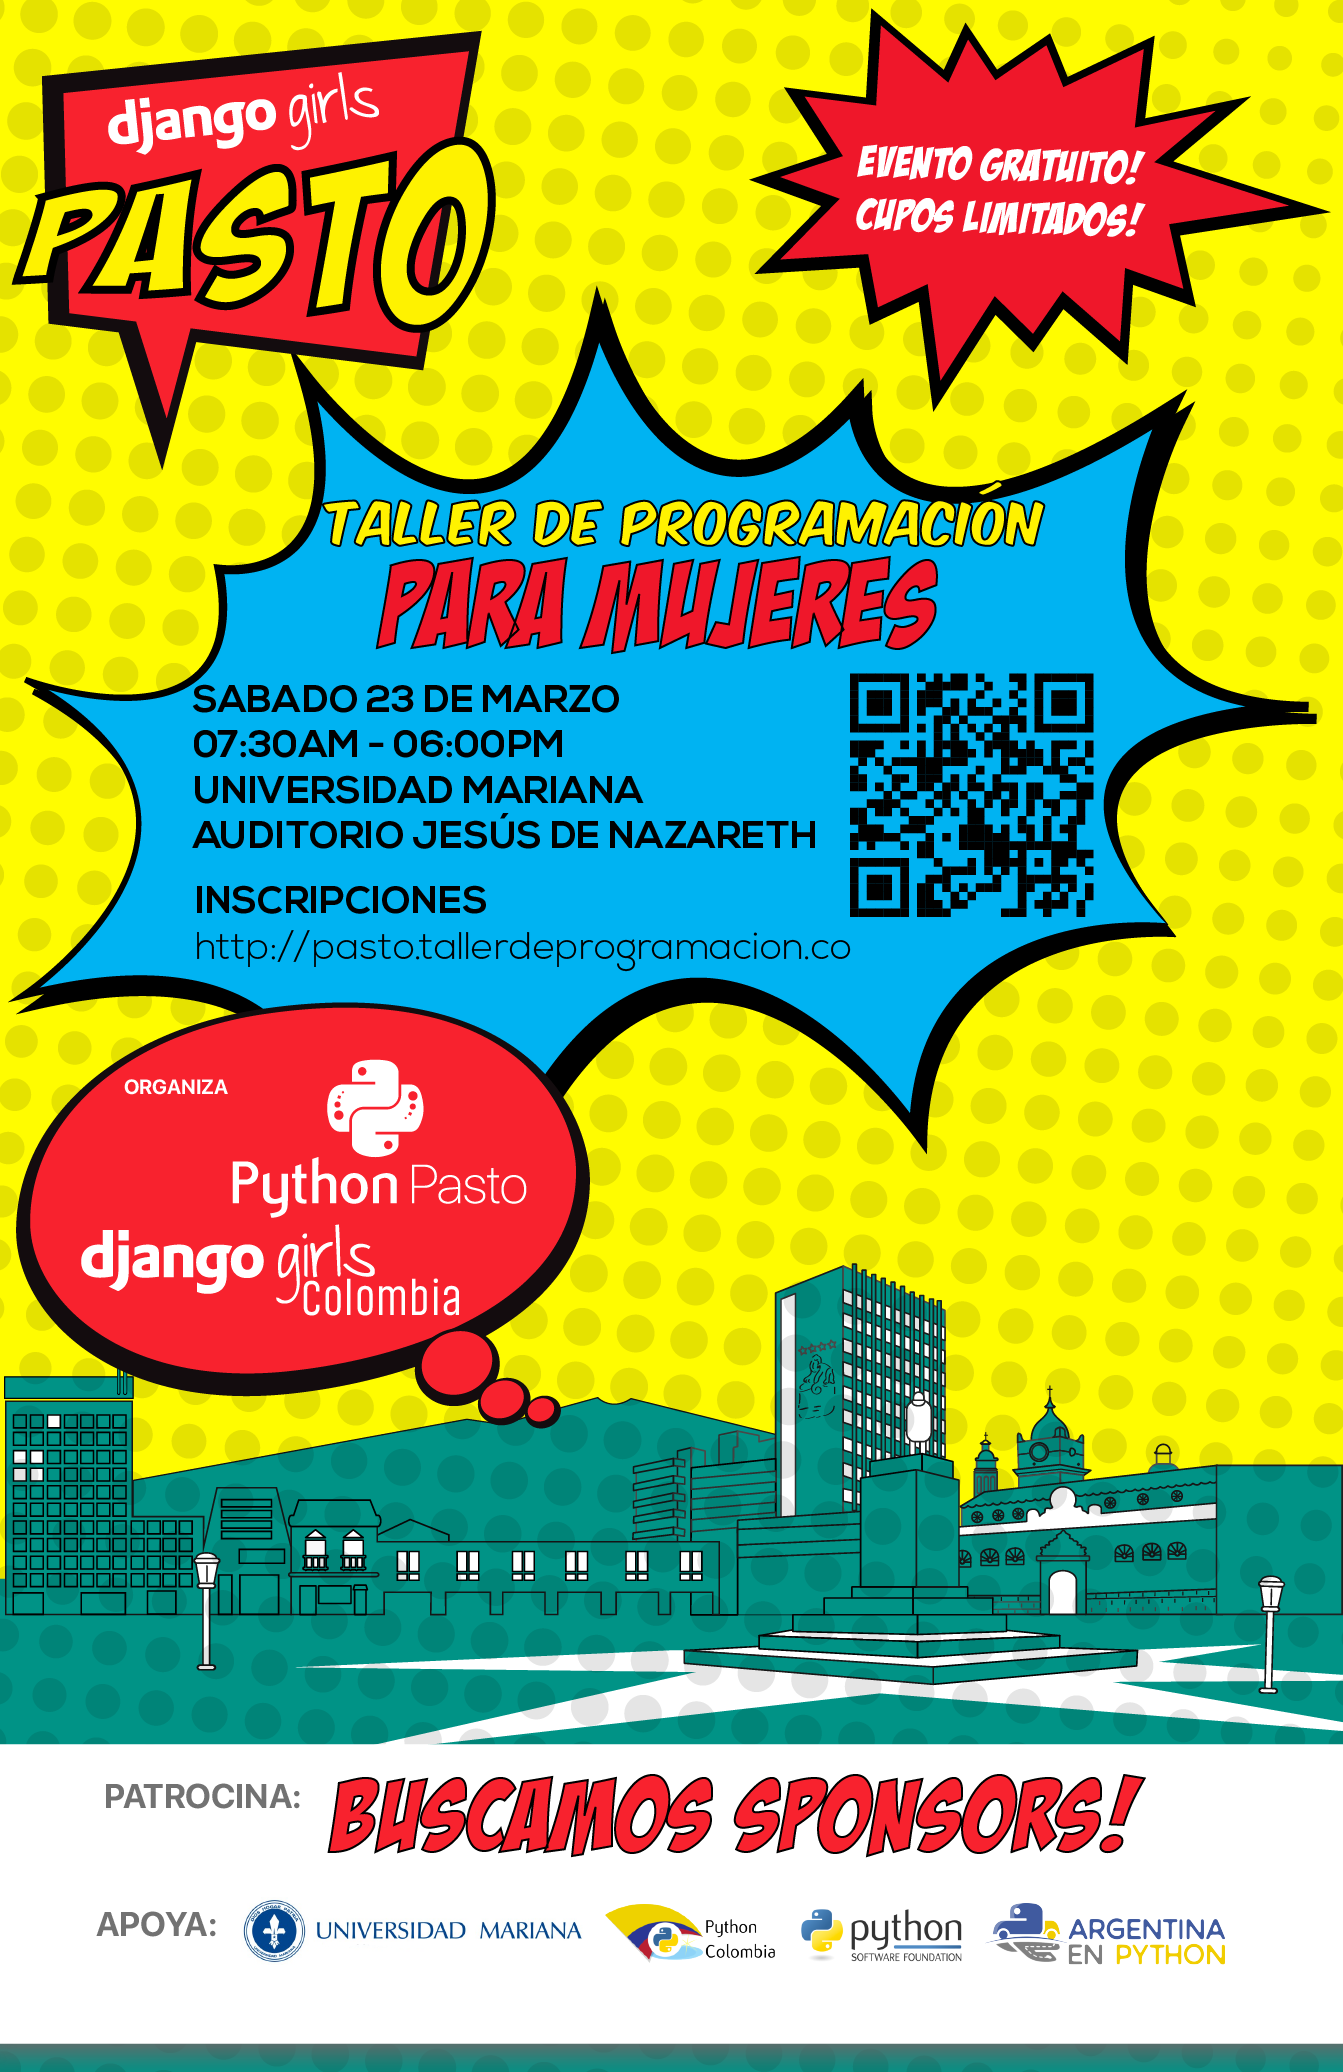 django girls
PASTO
EVENTO GRATUITO!
CUPOS LIMITADOS!
TALLER DE PROGRAMACIÓN
PARA MUJERES
SABADO 23 DE MARZO
07:30AM - 06:00PM
UNIVERSIDAD MARIANA
AUDITORIO JESÚS DE NAZARETH
INSCRIPCIONES
http://pasto.tallerdeprogramacion.co
ORGANIZA
Python Pasto
django girls
Colombia
PATROCINA:
BUSCAMOS SPONSORS!
APOYA:
UNIVERSIDAD MARIANA
Python
Colombia
python
SOFTWARE FOUNDATION
ARGENTINA
EN PYTHON